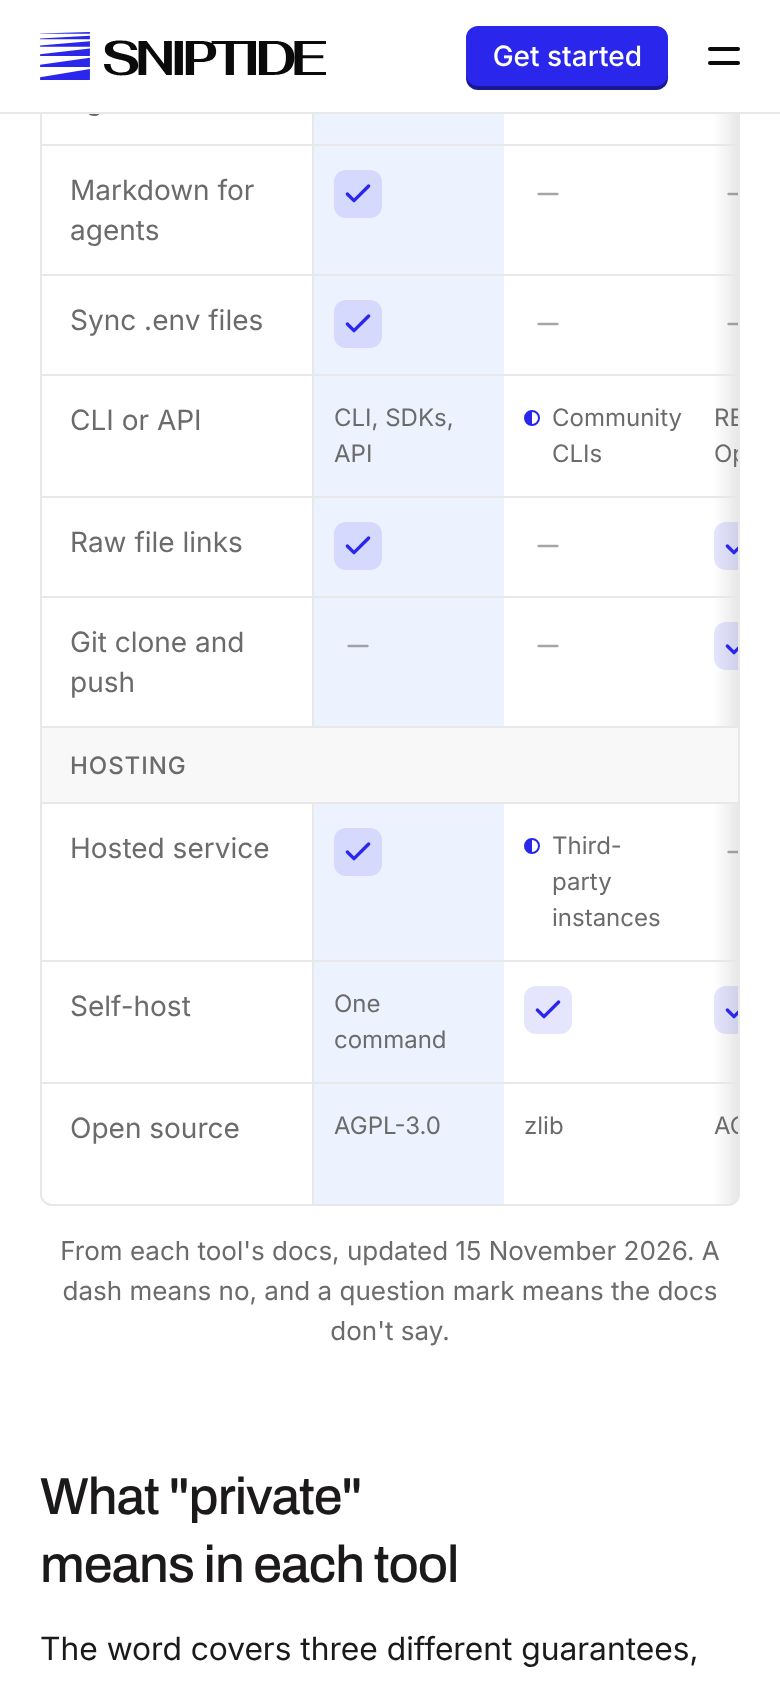 SNIPTIDE
Get started
Markdown for
agents
Sync .env files
CLI or API
CLI, SDKs,
API
Community
CLIs
Raw file links
Git clone and
push
HOSTING
Hosted service
Third-
party
instances
Self-host
One
command
Open source
AGPL-3.0
zlib
From each tool's docs, updated 15 November 2026. A
dash means no, and a question mark means the docs
don't say.
What "private"
means in each tool
The word covers three different guarantees,